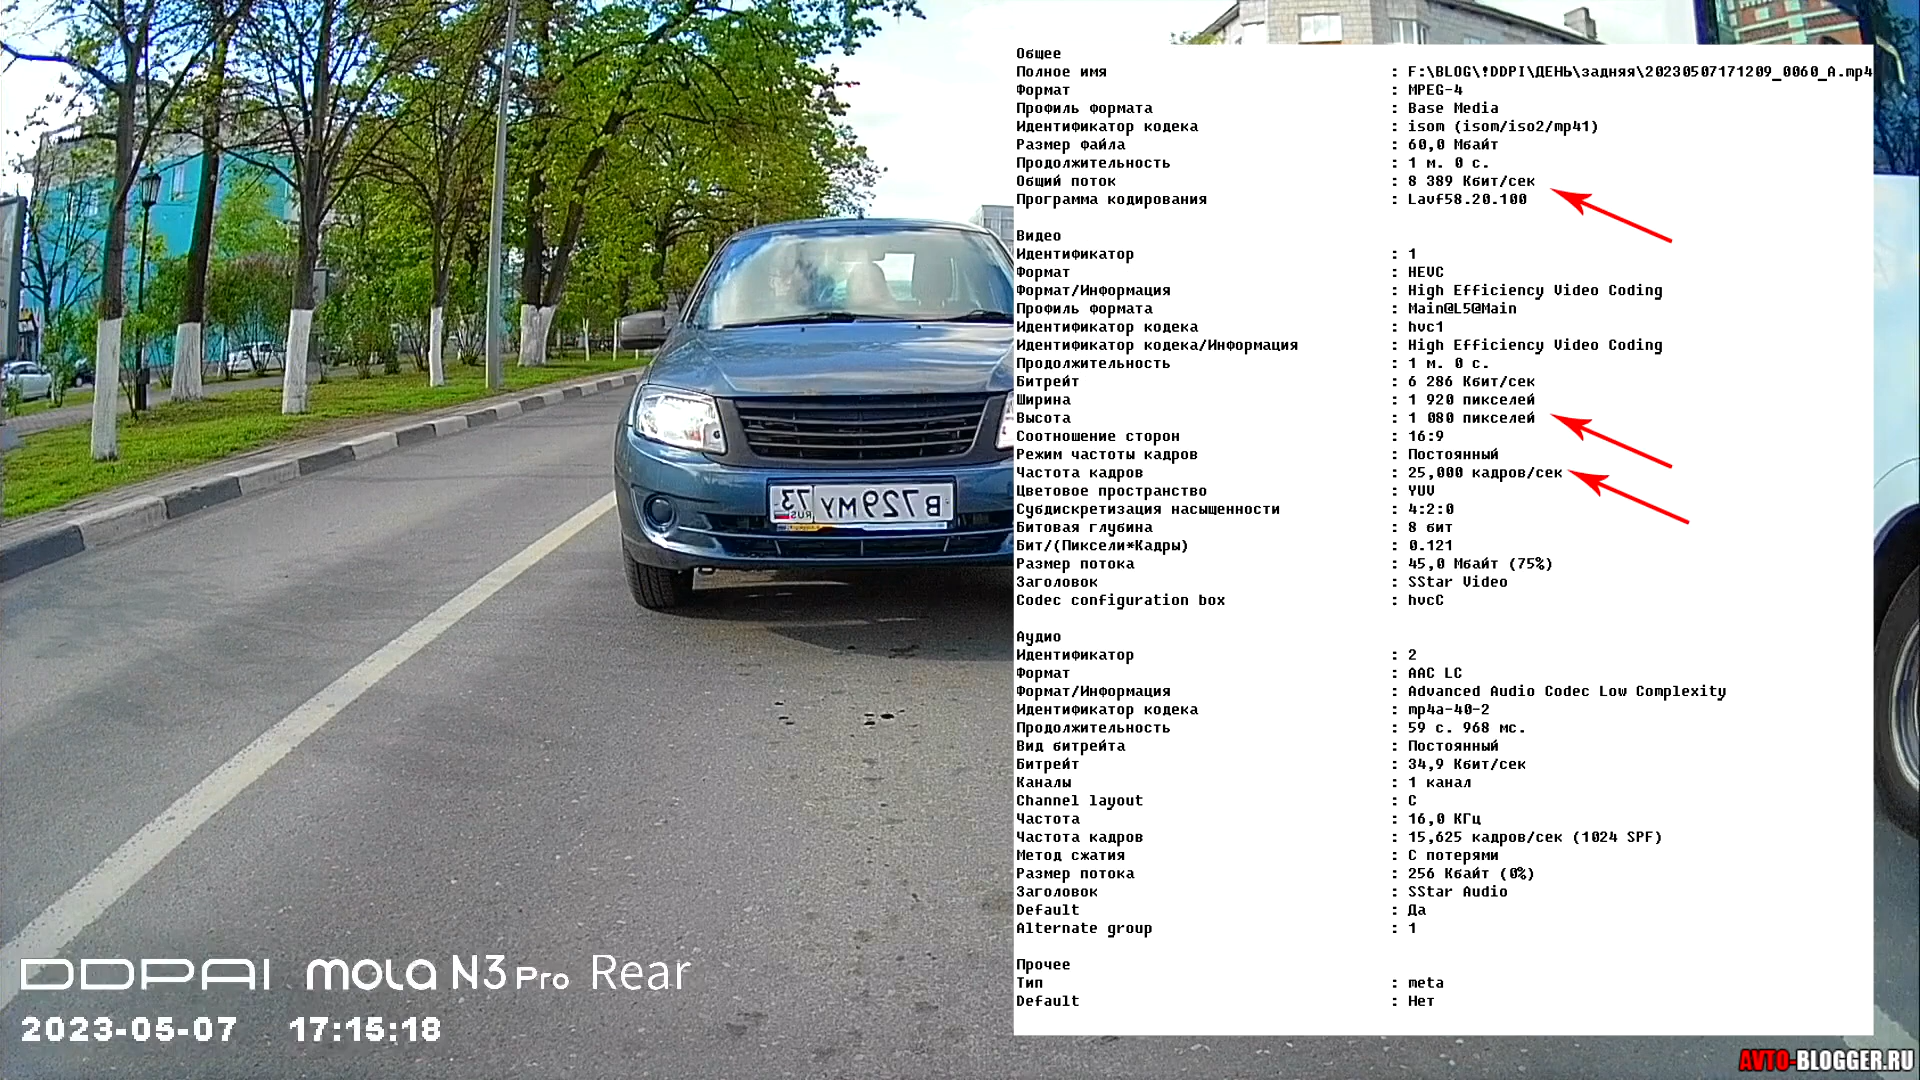 Общее
Полное имя : F:\BLOG\!DDPI\ДЕНЬ\задняя\20230507171209_0060_A.mp4
Формат : MPEG-4
Профиль формата : Base Media
Идентификатор кодека : isom (isom/iso2/mp41)
Размер файла : 60,0 Мбайт
Продолжительность : 1 м. 0 с.
Общий поток : 8 389 Кбит/сек
Программа кодирования : Lavf58.20.100
Видео
Идентификатор : 1
Формат : HEVC
Формат/Информация : High Efficiency Video Coding
Профиль формата : Main@L5@Main
Идентификатор кодека : hvc1
Идентификатор кодека/Информация : High Efficiency Video Coding
Продолжительность : 1 м. 0 с.
Битрейт : 6 286 Кбит/сек
Ширина : 1 920 пикселей
Высота : 1 080 пикселей
Соотношение сторон : 16:9
Режим частоты кадров : Постоянный
Частота кадров : 25,000 кадров/сек
Цветовое пространство : YUV
Субдискретизация насыщенности : 4:2:0
Битовая глубина : 8 бит
Бит/(Пиксели*Кадры) : 0.121
Размер потока : 45,0 Мбайт (75%)
Заголовок : SStar Video
Codec configuration box : hvcC
Аудио
Идентификатор : 2
Формат : AAC LC
Формат/Информация : Advanced Audio Codec Low Complexity
Идентификатор кодека : mp4a-40-2
Продолжительность : 59 с. 968 мс.
Вид битрейта : Постоянный
Битрейт : 34,9 Кбит/сек
Каналы : 1 канал
Channel layout : C
Частота : 16,0 КГц
Частота кадров : 15,625 кадров/сек (1024 SPF)
Метод сжатия : С потерями
Размер потока : 256 Кбайт (0%)
Заголовок : SStar Audio
Default : Да
Alternate group : 1
Прочее
Тип : meta
Default : Нет
В729МУ 73
RUS
DDPAI mola N3 Pro Rear
2023-05-07 17:15:18
AVTO-BLOGGER.RU